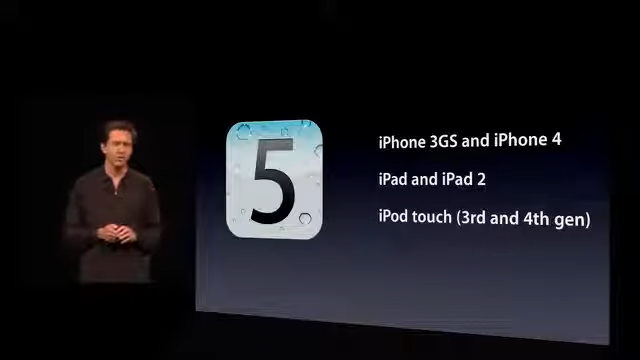 5
iPhone 3GS and iPhone 4
iPad and iPad 2
iPod touch (3rd and 4th gen)